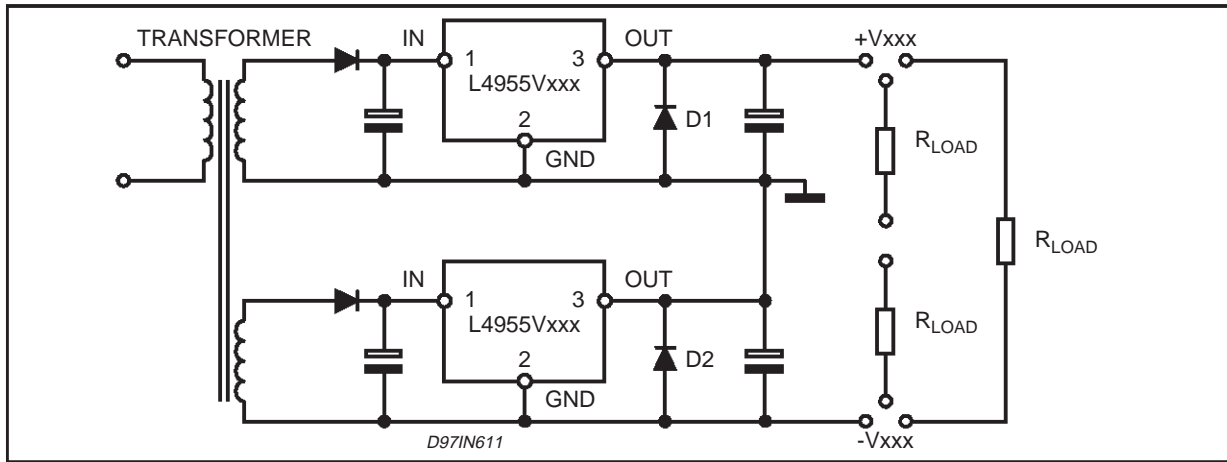 TRANSFORMER
IN
OUT
+Vxxx
1
3
L4955Vxxx
2
GND
D1
R_LOAD
R_LOAD
IN
OUT
1
3
L4955Vxxx
2
GND
D2
R_LOAD
-Vxxx
D97IN611